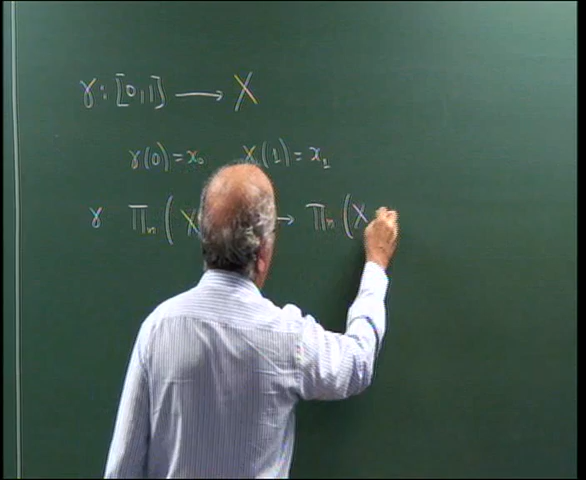 γ : [0,1] ⟶ X
γ(0) = x₀ γ(1) = x₁
γ Πₙ(X → Πₙ(X